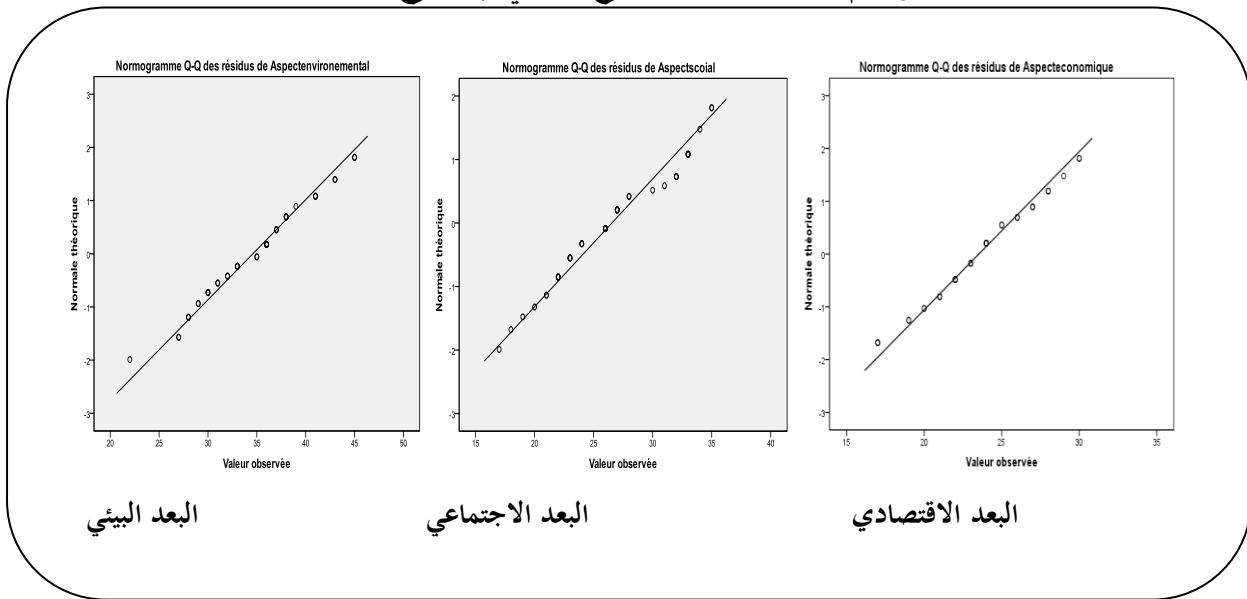 Normogramme Q-Q des résidus de Aspectenvironemental
3
2
1
0
-1
-2
-3
Normale théorique
20 25 30 35 40 45 50
Valeur observée
البعد البيئي
Normogramme Q-Q des résidus de Aspectscoial
2
1
0
-1
-2
-3
Normale théorique
15 20 25 30 35 40
Valeur observée
البعد الاجتماعي
Normogramme Q-Q des résidus de Aspecteconomique
3
2
1
0
-1
-2
-3
Normale théorique
15 20 25 30 35
Valeur observée
البعد الاقتصادي